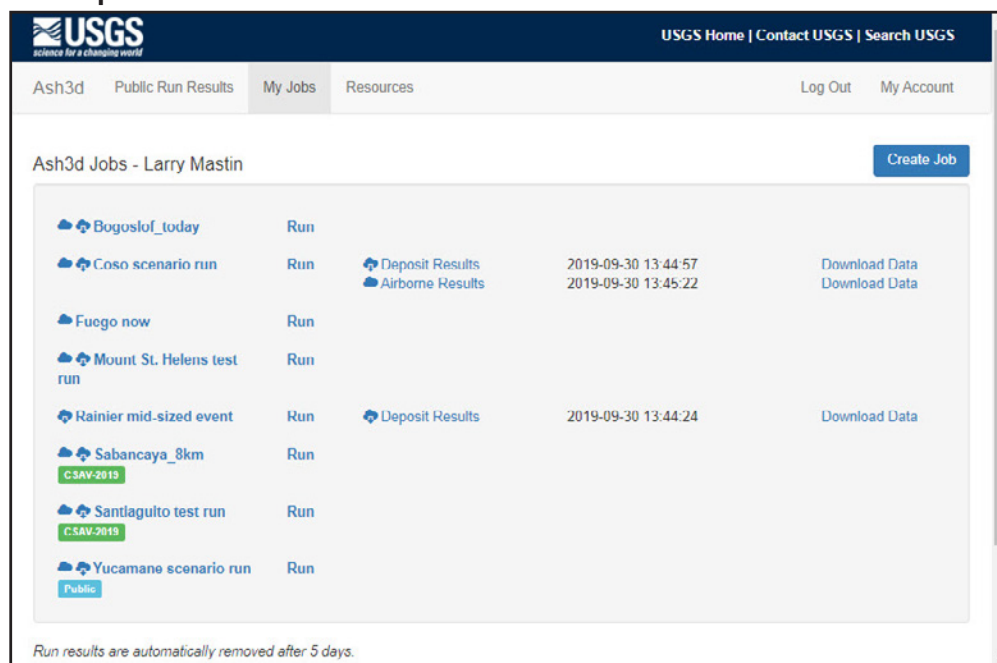 USGS
science for a changing world
USGS Home | Contact USGS | Search USGS
Ash3d Public Run Results My Jobs Resources Log Out My Account
Ash3d Jobs - Larry Mastin
Create Job
Bogoslof_today Run
Coso scenario run Run Deposit Results 2019-09-30 13:44:57 Download Data
Airborne Results 2019-09-30 13:45:22 Download Data
Fuego now Run
Mount St. Helens test Run
run
Rainier mid-sized event Run Deposit Results 2019-09-30 13:44:24 Download Data
Sabancaya_8km Run
CSAV-2019
Santiaguito test run Run
CSAV-2019
Yucamane scenario run Run
Public
Run results are automatically removed after 5 days.